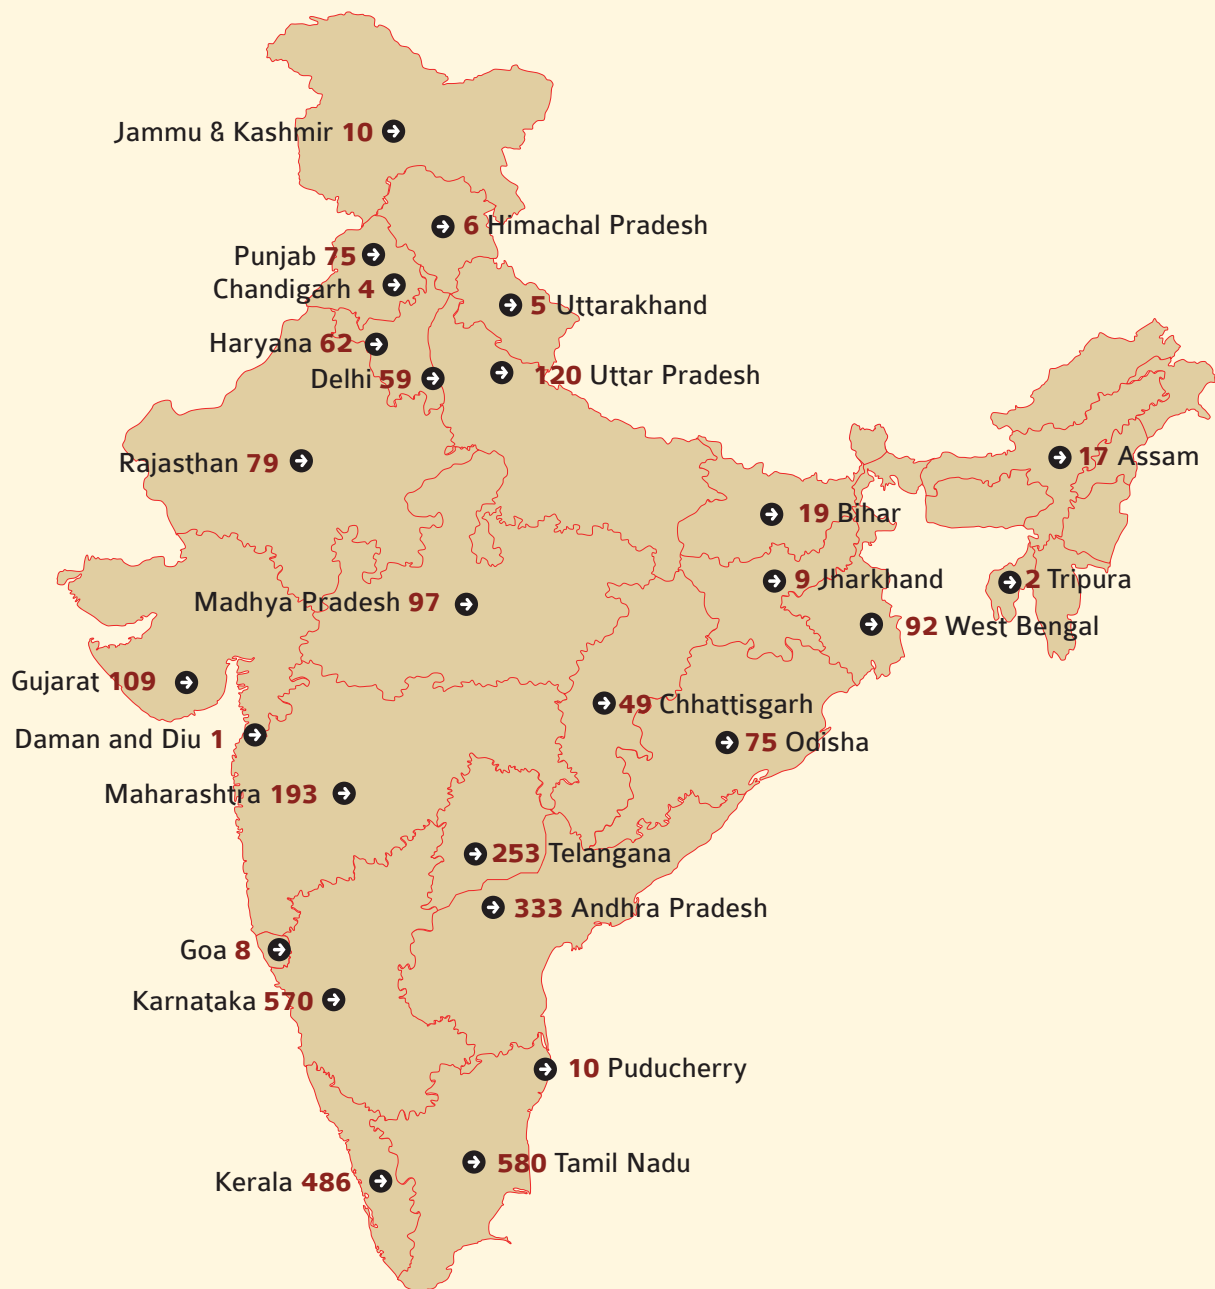 Jammu & Kashmir 10
6 Himachal Pradesh
Punjab 75
Chandigarh 4
5 Uttarakhand
Haryana 62
Delhi 59
120 Uttar Pradesh
Rajasthan 79
17 Assam
19 Bihar
9 Jharkhand
2 Tripura
Madhya Pradesh 97
92 West Bengal
Gujarat 109
49 Chhattisgarh
Daman and Diu 1
75 Odisha
Maharashtra 193
253 Telangana
333 Andhra Pradesh
Goa 8
Karnataka 570
10 Puducherry
580 Tamil Nadu
Kerala 486